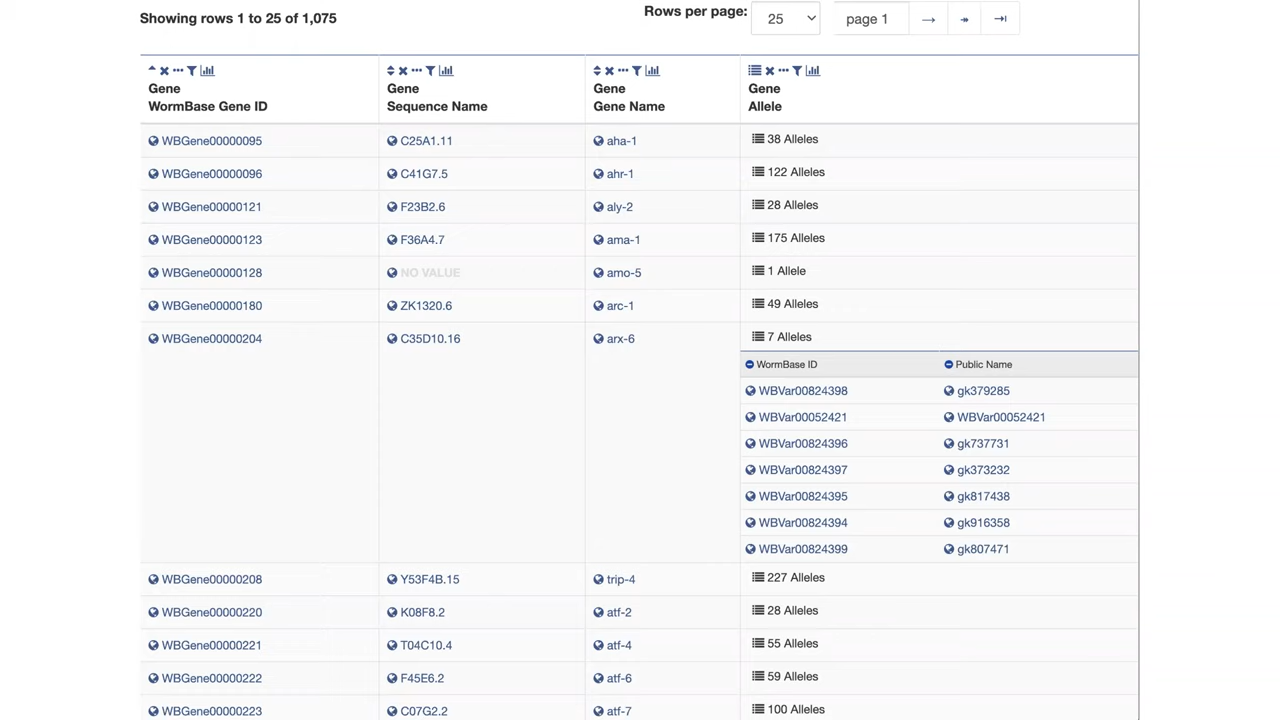 Showing rows 1 to 25 of 1,075
Rows per page: 25 page 1
Gene WormBase Gene ID
Gene Sequence Name
Gene Gene Name
Gene Allele
WBGene00000095 C25A1.11 aha-1 38 Alleles
WBGene00000096 C41G7.5 ahr-1 122 Alleles
WBGene00000121 F23B2.6 aly-2 28 Alleles
WBGene00000123 F36A4.7 ama-1 175 Alleles
WBGene00000128 NO VALUE amo-5 1 Allele
WBGene00000180 ZK1320.6 arc-1 49 Alleles
WBGene00000204 C35D10.16 arx-6 7 Alleles
WormBase ID Public Name
WBVar00824398 gk379285
WBVar00052421 WBVar00052421
WBVar00824396 gk737731
WBVar00824397 gk373232
WBVar00824395 gk817438
WBVar00824394 gk916358
WBVar00824399 gk807471
WBGene00000208 Y53F4B.15 trip-4 227 Alleles
WBGene00000220 K08F8.2 atf-2 28 Alleles
WBGene00000221 T04C10.4 atf-4 55 Alleles
WBGene00000222 F45E6.2 atf-6 59 Alleles
WBGene00000223 C07G2.2 atf-7 100 Alleles